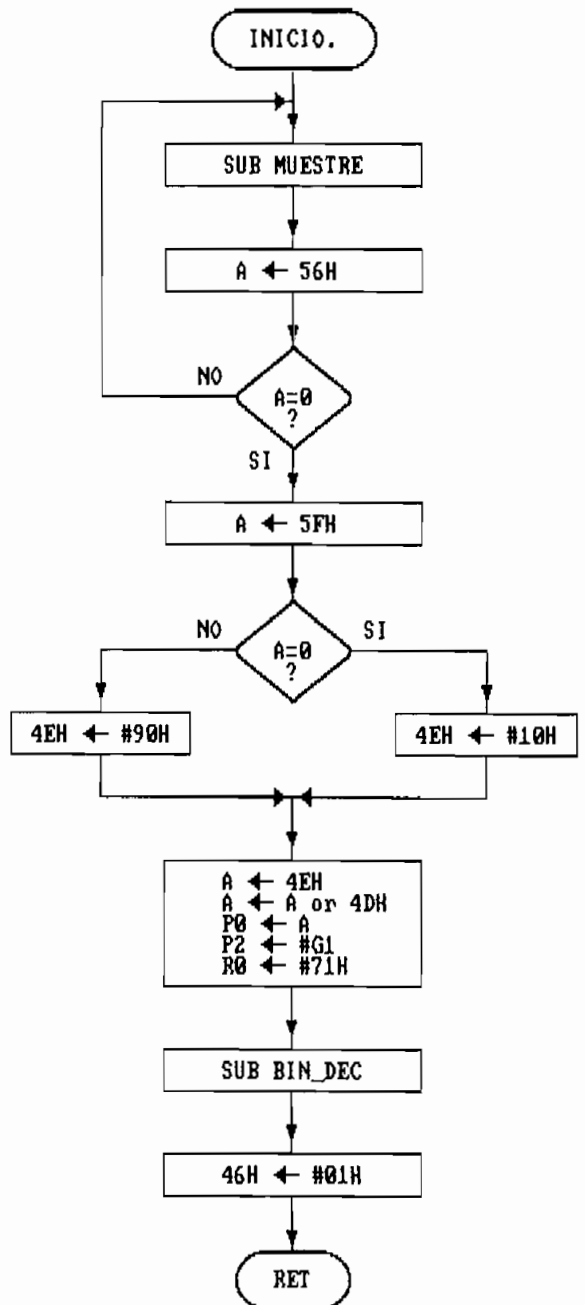 INICIO.
SUB MUESTRE
A ← 56H
NO
A=0
?
SI
A ← 5FH
NO
A=0
?
SI
4EH ← #90H
4EH ← #10H
A ← 4EH
A ← A or 4DH
P0 ← A
P2 ← #G1
R0 ← #71H
SUB BIN_DEC
46H ← #01H
RET